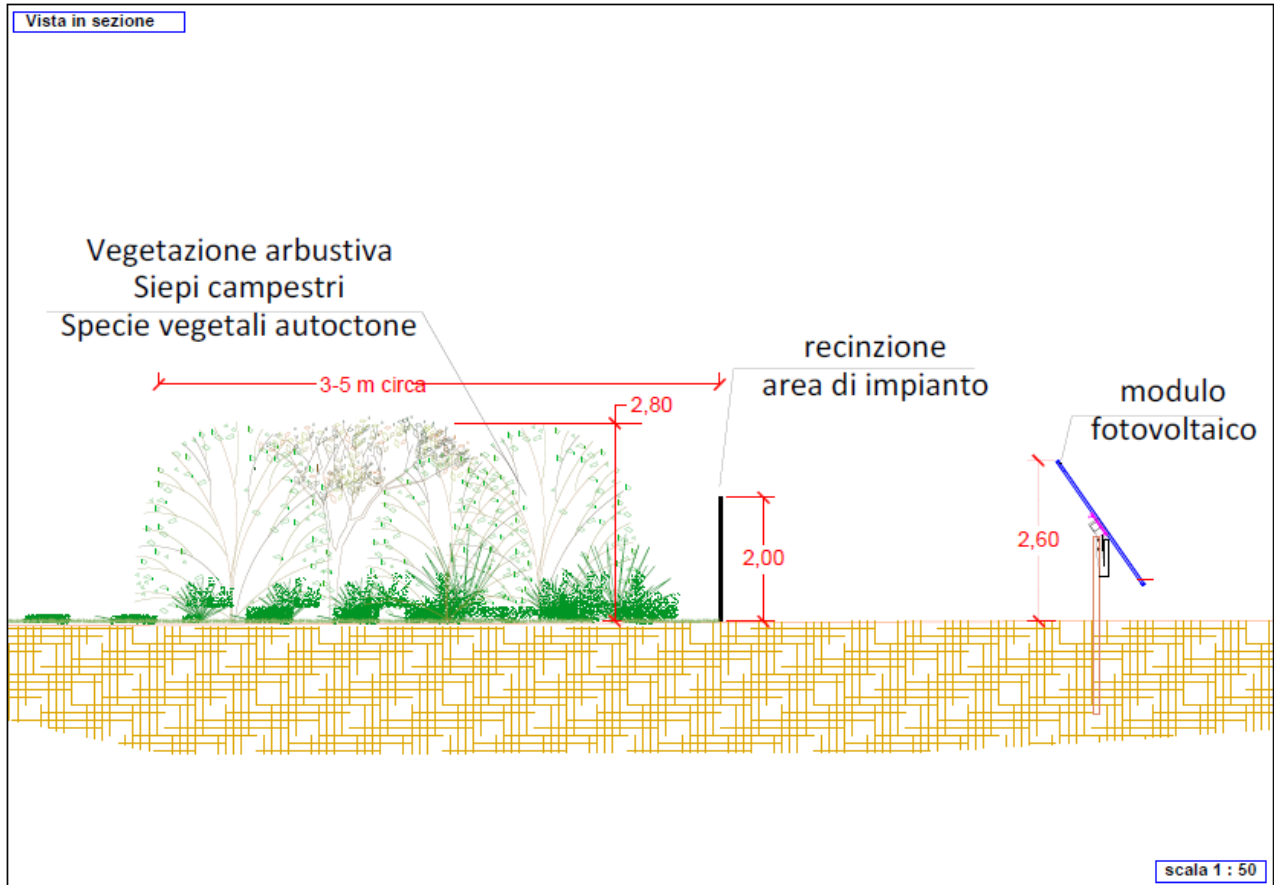 Vista in sezione
Vegetazione arbustiva
Siepi campestri
Specie vegetali autoctone
3-5 m circa
2,80
recinzione
area di impianto
modulo
fotovoltaico
2,00
2,60
scala 1 : 50